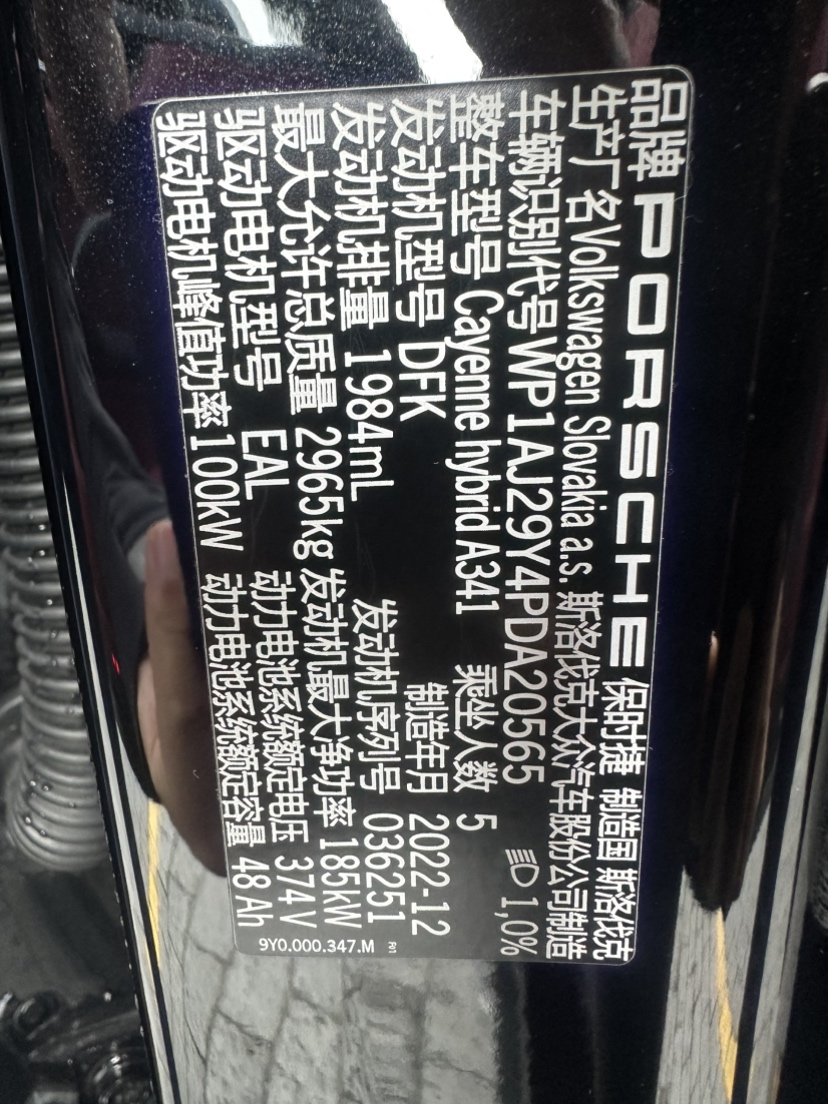 品牌 PORSCHE 保时捷 制造国 斯洛伐克
生产厂名 Volkswagen Slovakia a.s. 斯洛伐克大众汽车股份公司制造
车辆识别代号 WP1AJ29Y4PDA20565 1,0%
整车型号 Cayenne hybrid A341 乘坐人数 5
发动机型号 DFK 制造年月 2022-12
发动机排量 1984mL 发动机序列号 036251
最大允许总质量 2965kg 发动机最大净功率 185kW
驱动电机型号 EAL 动力电池系统额定电压 374V
驱动电机峰值功率 100kW 动力电池系统额定容量 48Ah
9Y0.000.347.M